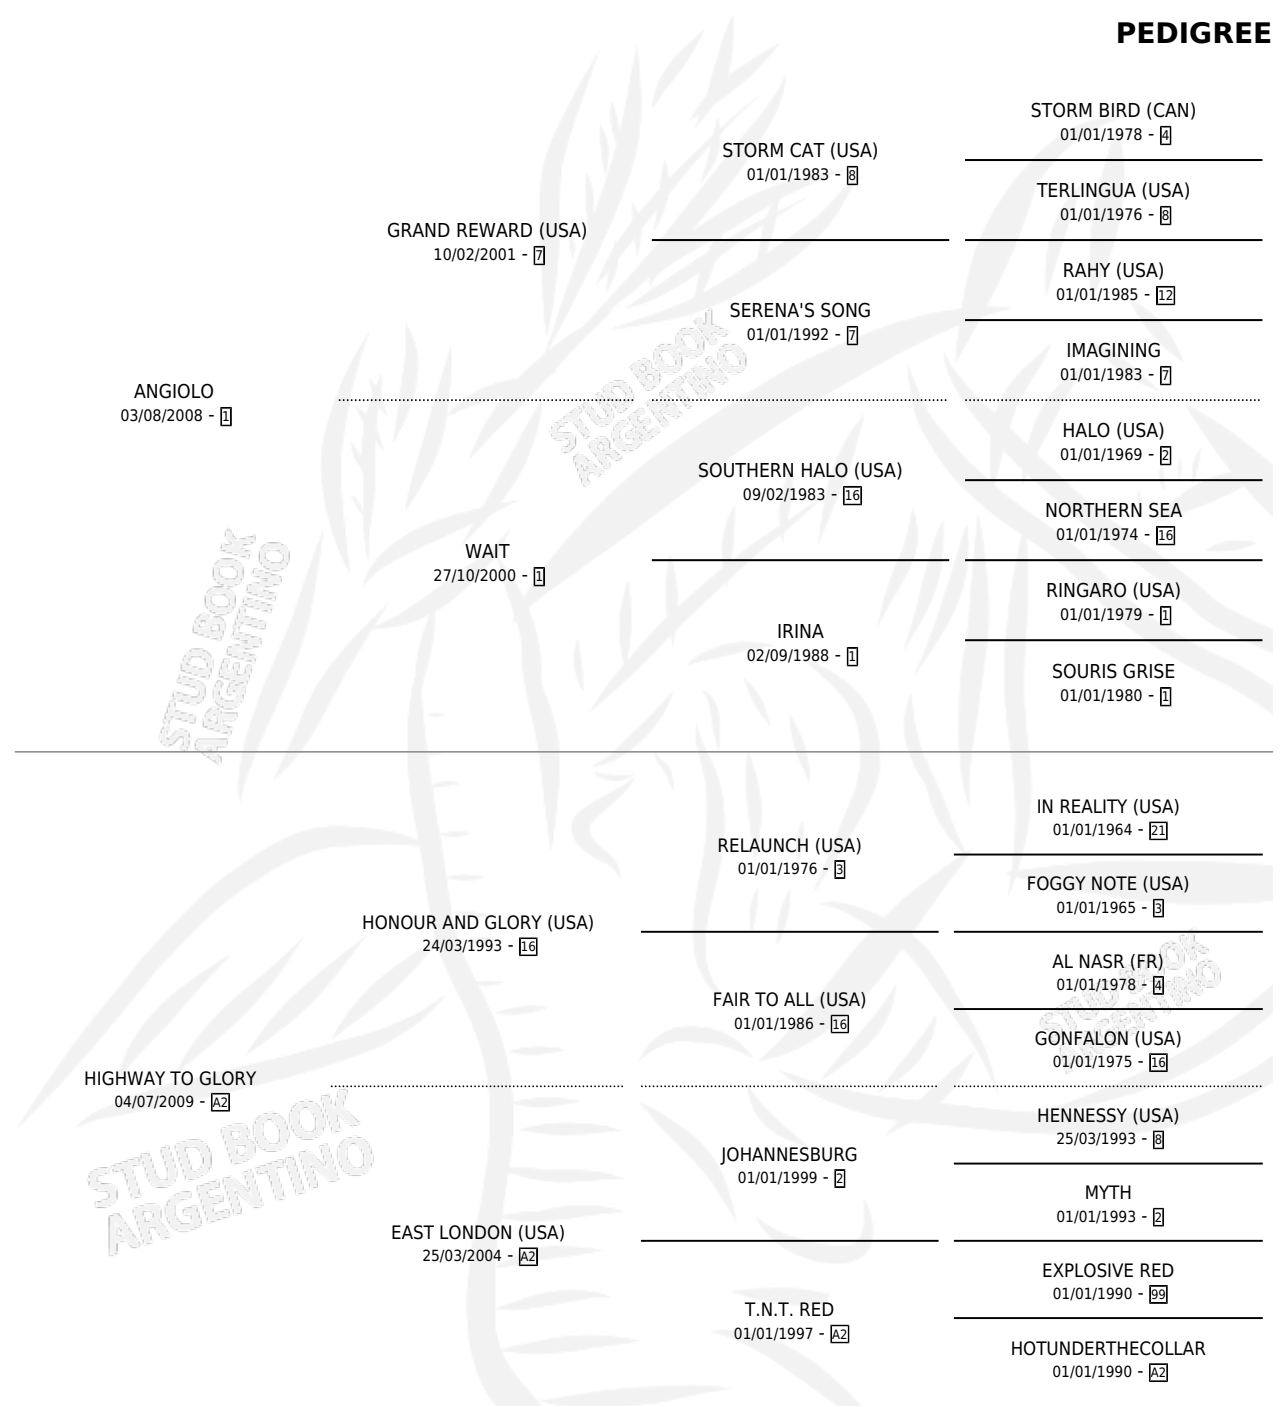 PEDIGREE
STORM BIRD (CAN)
01/01/1978 - 4
STORM CAT (USA)
01/01/1983 - 8
TERLINGUA (USA)
01/01/1976 - 8
GRAND REWARD (USA)
10/02/2001 - 7
RAHY (USA)
01/01/1985 - 12
SERENA'S SONG
01/01/1992 - 7
IMAGINING
01/01/1983 - 7
ANGIOLO
03/08/2008 - 1
HALO (USA)
01/01/1969 - 2
SOUTHERN HALO (USA)
09/02/1983 - 16
NORTHERN SEA
01/01/1974 - 16
WAIT
27/10/2000 - 1
RINGARO (USA)
01/01/1979 - 1
IRINA
02/09/1988 - 1
SOURIS GRISE
01/01/1980 - 1
IN REALITY (USA)
01/01/1964 - 21
RELAUNCH (USA)
01/01/1976 - 3
FOGGY NOTE (USA)
01/01/1965 - 3
HONOUR AND GLORY (USA)
24/03/1993 - 16
AL NASR (FR)
01/01/1978 - 4
FAIR TO ALL (USA)
01/01/1986 - 16
GONFALON (USA)
01/01/1975 - 16
HIGHWAY TO GLORY
04/07/2009 - A2
HENNESSY (USA)
25/03/1993 - 8
JOHANNESBURG
01/01/1999 - 2
MYTH
01/01/1993 - 2
EAST LONDON (USA)
25/03/2004 - A2
EXPLOSIVE RED
01/01/1990 - 99
T.N.T. RED
01/01/1997 - A2
HOTUNDERTHECOLLAR
01/01/1990 - A2
STUD BOOK
ARGENTINO
STUD BOOK
ARGENTINO
STUD BOOK
ARGENTINO
STUD BOOK
ARGENTINO